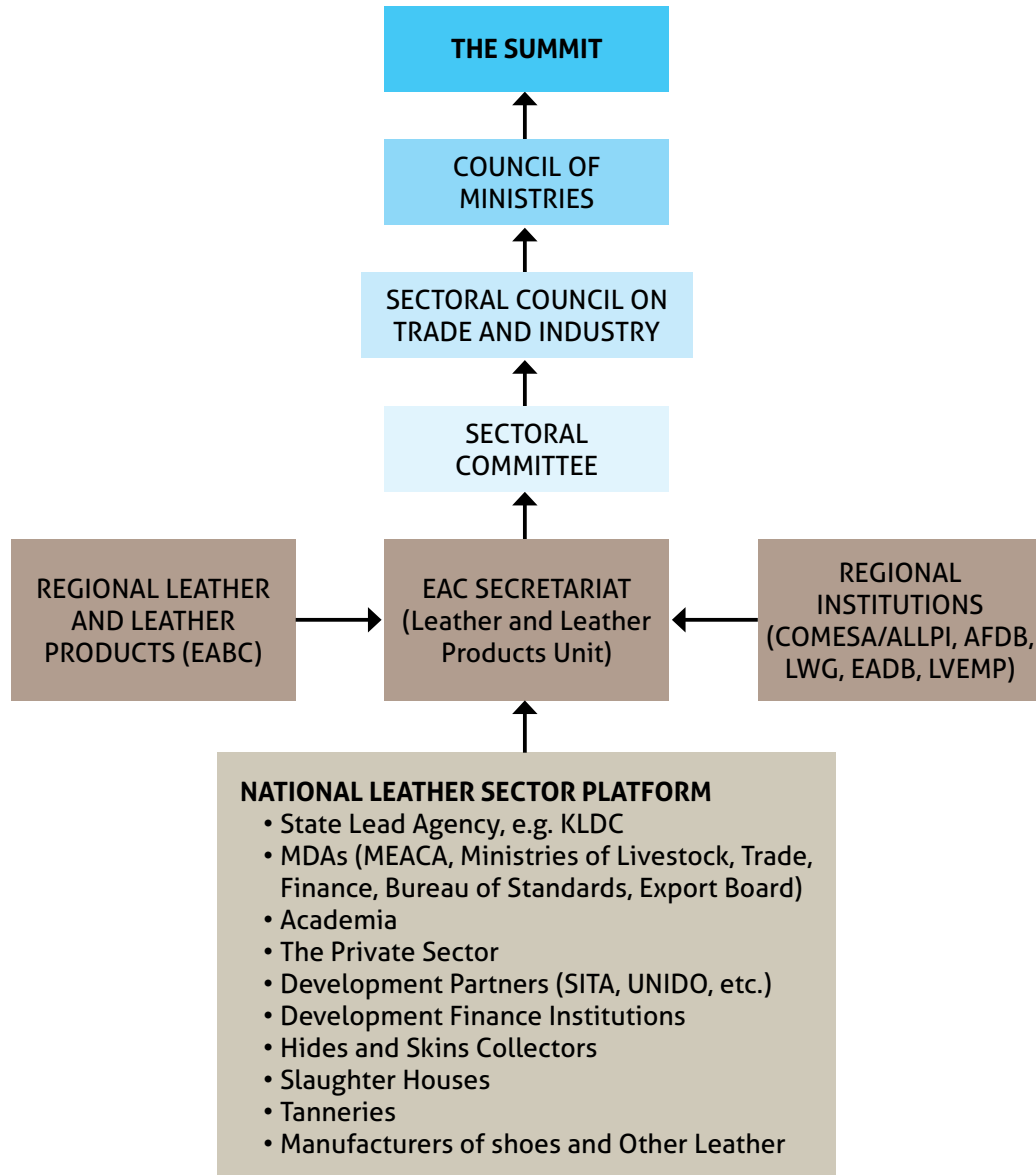 THE SUMMIT
COUNCIL OF
MINISTRIES
SECTORAL COUNCIL ON
TRADE AND INDUSTRY
SECTORAL
COMMITTEE
REGIONAL LEATHER
AND LEATHER
PRODUCTS (EABC)
EAC SECRETARIAT
(Leather and Leather
Products Unit)
REGIONAL
INSTITUTIONS
(COMESA/ALLPI, AFDB,
LWG, EADB, LVEMP)
NATIONAL LEATHER SECTOR PLATFORM
• State Lead Agency, e.g. KLDC
• MDAs (MEACA, Ministries of Livestock, Trade,
Finance, Bureau of Standards, Export Board)
• Academia
• The Private Sector
• Development Partners (SITA, UNIDO, etc.)
• Development Finance Institutions
• Hides and Skins Collectors
• Slaughter Houses
• Tanneries
• Manufacturers of shoes and Other Leather